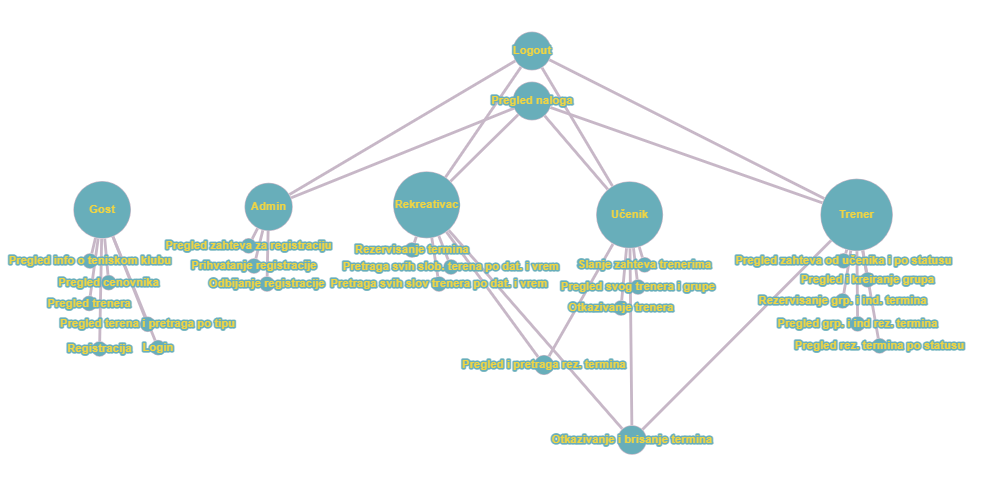 Logout
Pregled naloga
Gost
Admin
Rekreativac
Učenik
Trener
Pregled info o teniskom klubu
Pregled cenovnika
Pregled trenera
Pregled terena i pretraga po tipu
Registracija
Login
Pregled zahteva za registraciju
Prihvatanje registracije
Odbijanje registracije
Rezervisanje termina
Pretraga svih slob. terena po dat. i vrem
Pretraga svih slov trenera po dat. i vrem
Slanje zahteva trenerima
Pregled svog trenera i grupe
Otkazivanje trenera
Pregled zahteva od učenika i po statusu
Pregled i kreiranje grupa
Rezervisanje grp. i ind. termina
Pregled grp. i ind rez. termina
Pregled rez. termina po statusu
Pregled i pretraga rez. termina
Otkazivanje i brisanje termina